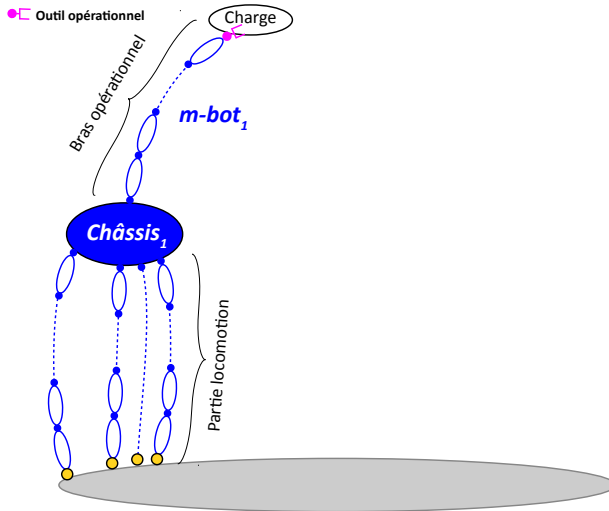 Outil opérationnel
Charge
Bras opérationnel
m-bot1
Châssis1
Partie locomotion